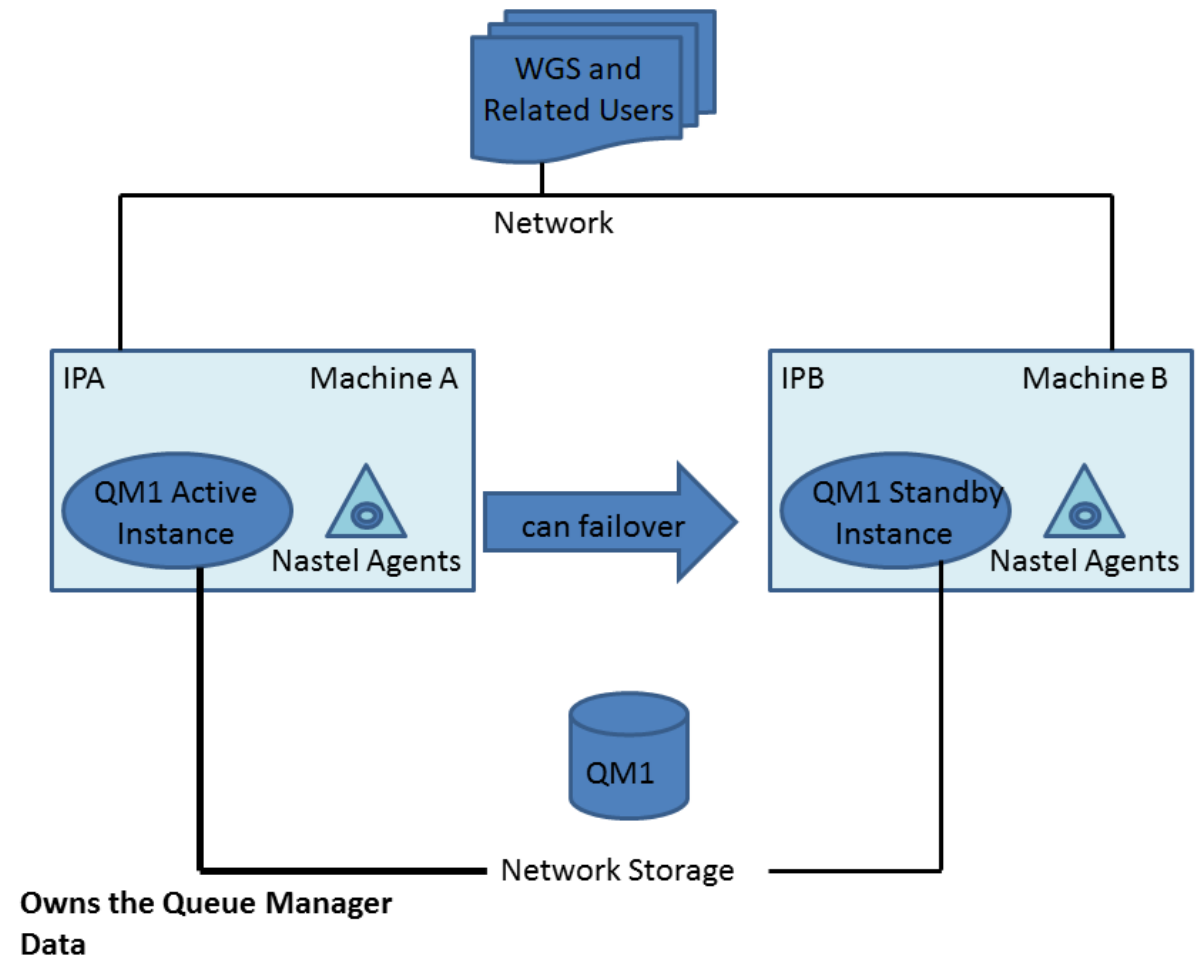 WGS and
Related Users
Network
IPA
Machine A
QM1 Active
Instance
Nastel Agents
can failover
IPB
Machine B
QM1 Standby
Instance
Nastel Agents
QM1
Network Storage
Owns the Queue Manager
Data